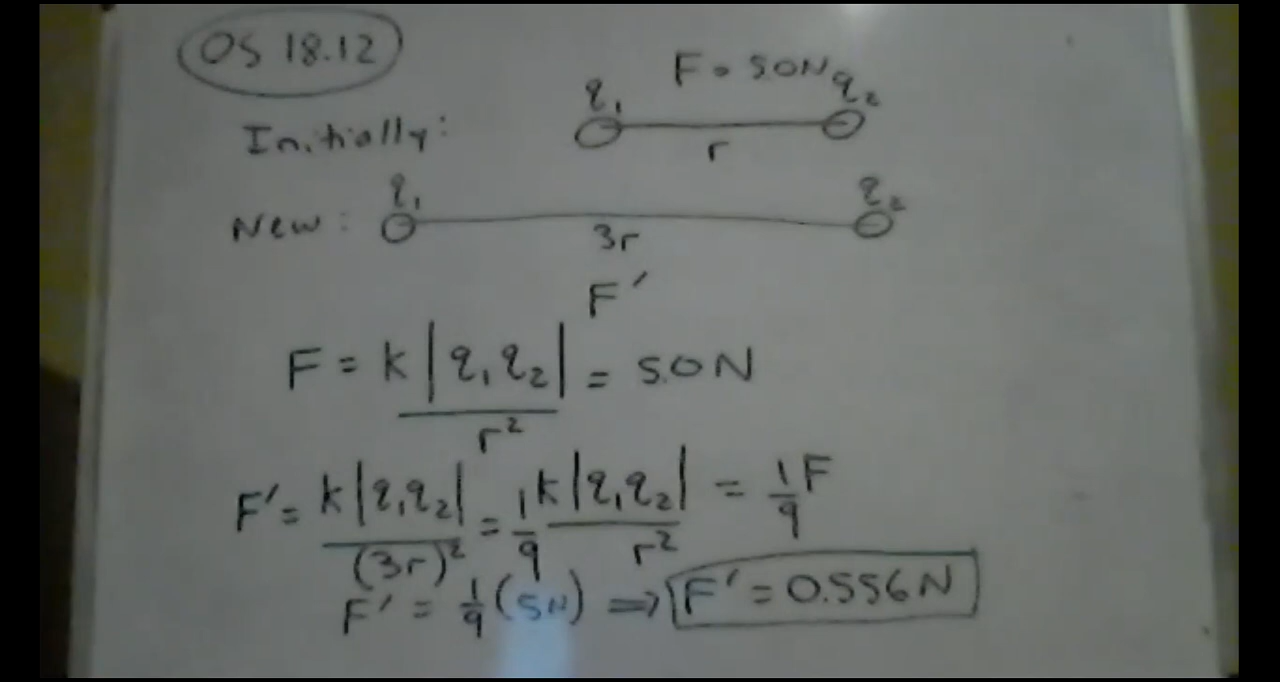 OS 18.12
F = 5.0N
Initially: q₁ q₂
r
New: q₁ q₂
3r
F'
F = k|q₁q₂| / r² = 5.0N
F' = k|q₁q₂| / (3r)² = 1/9 k|q₁q₂| / r² = 1/9 F
F' = 1/9 (5N) ⇒ F' = 0.556N